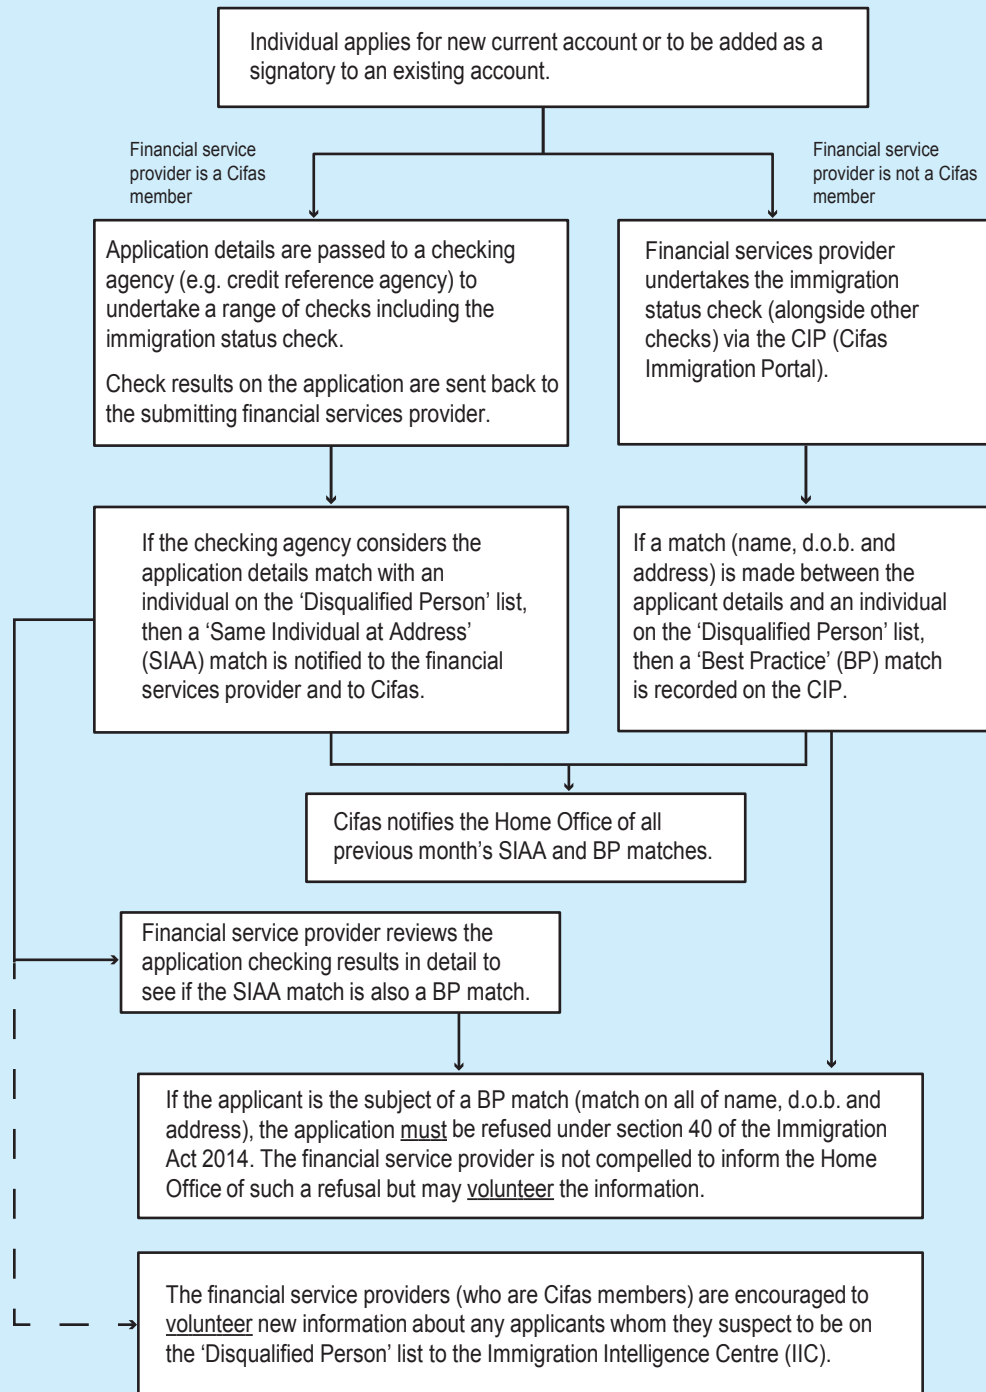 Individual applies for new current account or to be added as a
signatory to an existing account.
Financial service
provider is a Cifas
member
Financial service
provider is not a Cifas
member
Application details are passed to a checking
agency (e.g. credit reference agency) to
undertake a range of checks including the
immigration status check.
Check results on the application are sent back to
the submitting financial services provider.
Financial services provider
undertakes the immigration
status check (alongside other
checks) via the CIP (Cifas
Immigration Portal).
If the checking agency considers the
application details match with an
individual on the ‘Disqualified Person’ list,
then a ‘Same Individual at Address’
(SIAA) match is notified to the financial
services provider and to Cifas.
If a match (name, d.o.b. and
address) is made between the
applicant details and an individual
on the ‘Disqualified Person’ list,
then a ‘Best Practice’ (BP) match
is recorded on the CIP.
Cifas notifies the Home Office of all
previous month’s SIAA and BP matches.
Financial service provider reviews the
application checking results in detail to
see if the SIAA match is also a BP match.
If the applicant is the subject of a BP match (match on all of name, d.o.b. and
address), the application must be refused under section 40 of the Immigration
Act 2014. The financial service provider is not compelled to inform the Home
Office of such a refusal but may volunteer the information.
The financial service providers (who are Cifas members) are encouraged to
volunteer new information about any applicants whom they suspect to be on
the ‘Disqualified Person’ list to the Immigration Intelligence Centre (IIC).